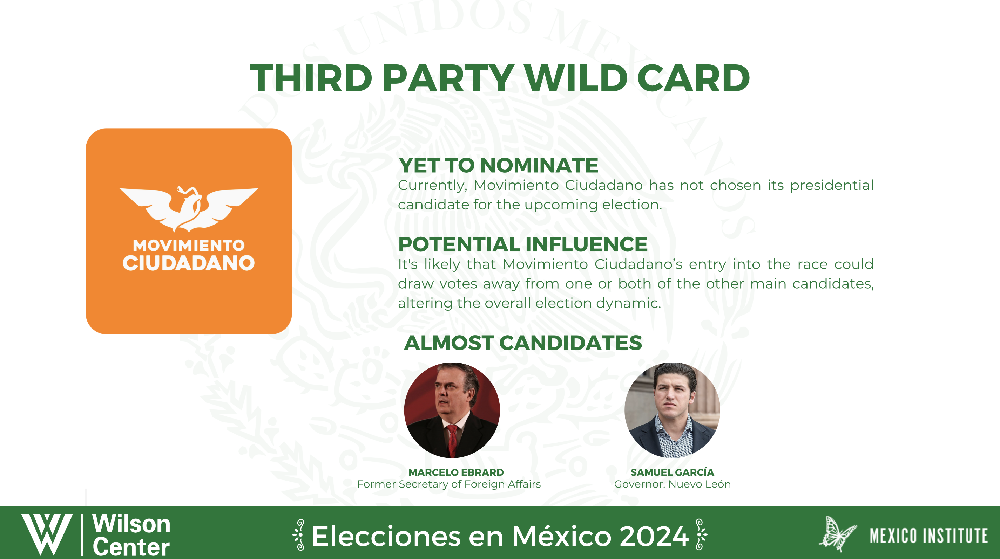 DOS UNIDOS MEXICANOS
THIRD PARTY WILD CARD
MOVIMIENTO
CIUDADANO
YET TO NOMINATE
Currently, Movimiento Ciudadano has not chosen its presidential
candidate for the upcoming election.
POTENTIAL INFLUENCE
It's likely that Movimiento Ciudadano’s entry into the race could
draw votes away from one or both of the other main candidates,
altering the overall election dynamic.
ALMOST CANDIDATES
MARCELO EBRARD
Former Secretary of Foreign Affairs
SAMUEL GARCÍA
Governor, Nuevo León
Wilson
Center
Elecciones en México 2024
MEXICO INSTITUTE